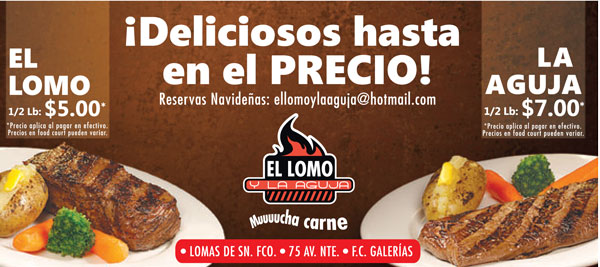 ¡Deliciosos hasta
en el PRECIO!
Reservas Navideñas: ellomoylaaguja@hotmail.com
EL
LOMO
1/2 Lb: $5.00*
*Precio aplica al pagar en efectivo.
Precios en food court pueden variar.
LA
AGUJA
1/2 Lb: $7.00*
*Precio aplica al pagar en efectivo.
Precios en food court pueden variar.
EL LOMO
Y LA AGUJA
Muuuucha carne
• LOMAS DE SN. FCO. • 75 AV. NTE. • F.C. GALERÍAS